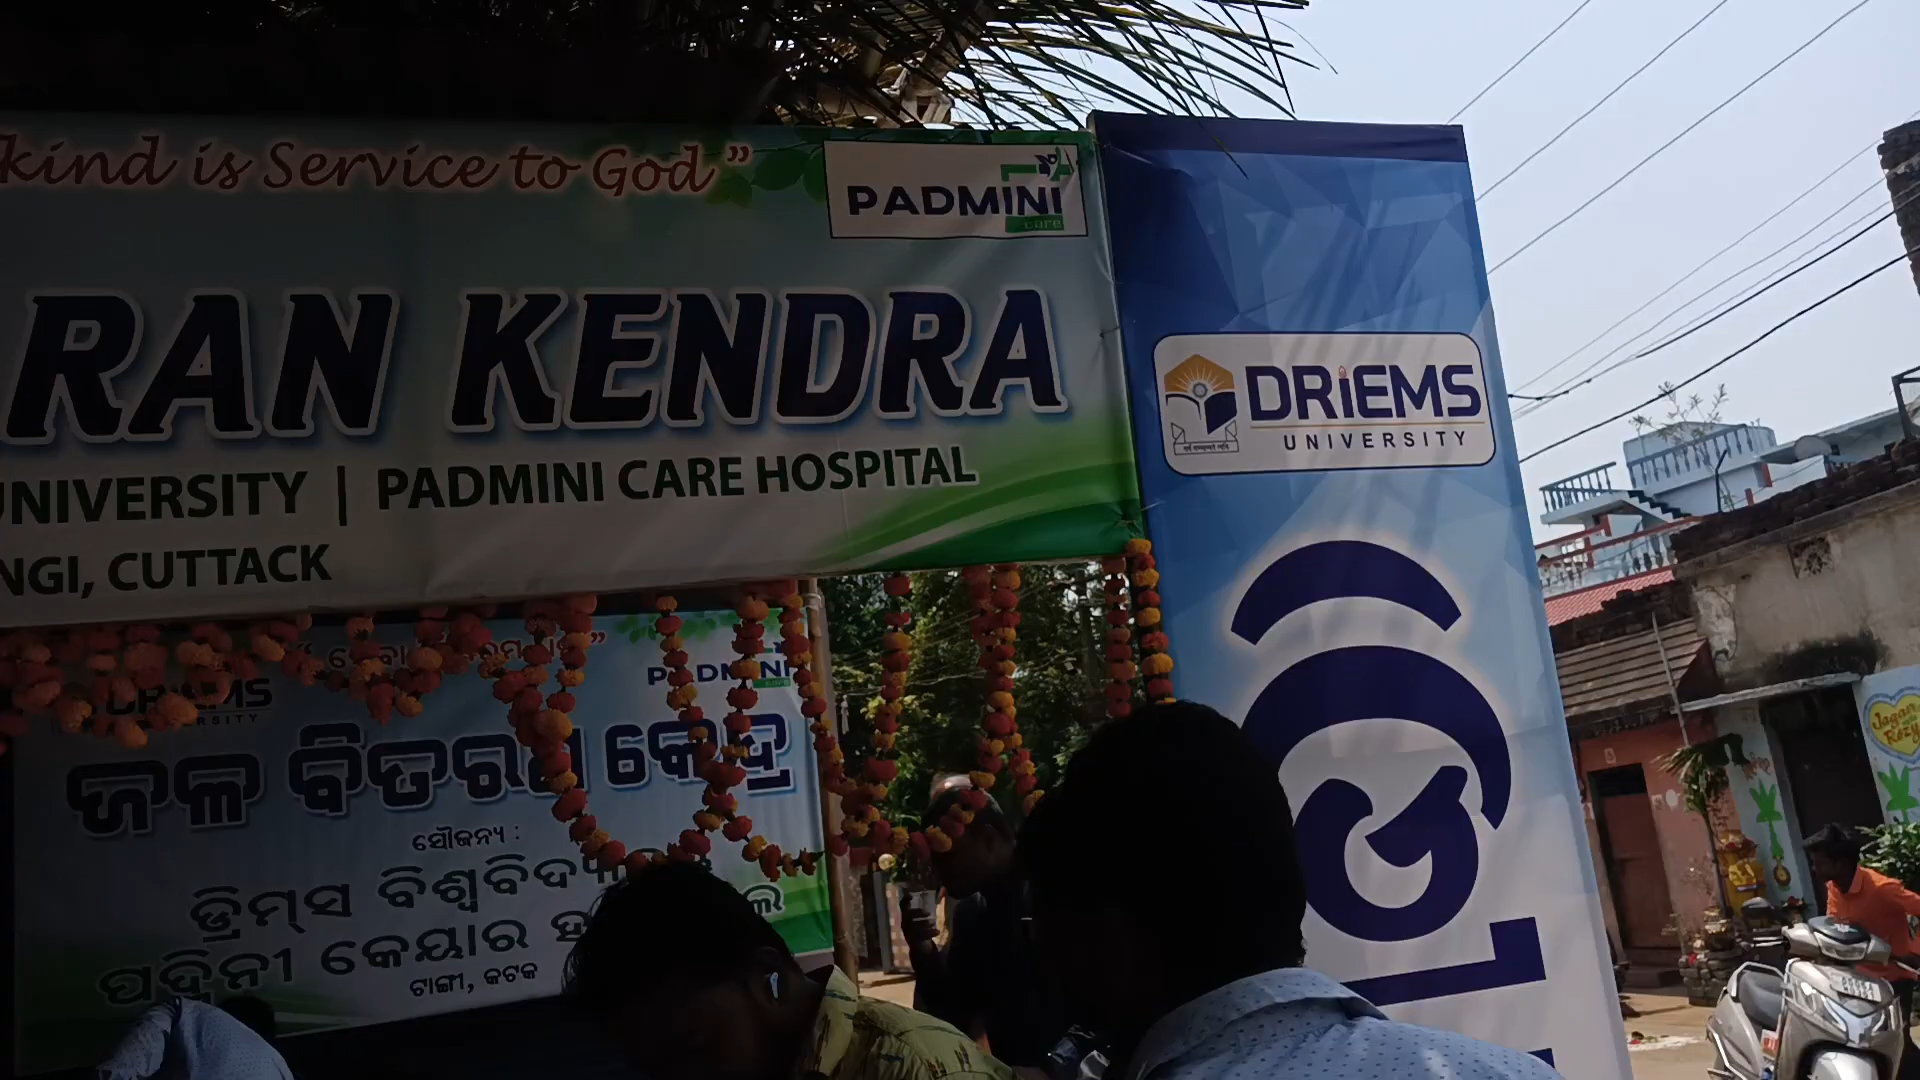 kind is Service to God”
PADMINI
care
RAN KENDRA
UNIVERSITY | PADMINI CARE HOSPITAL
NGI, CUTTACK
DRIEMS
UNIVERSITY
PADMINI
DRIEMS
ଜଳ ବିତରଣ କେନ୍ଦ୍ର
ସୌଜନ୍ୟ :
ଡ୍ରିମ୍‌ସ
ପଦ୍ମିନୀ କେୟାର
ଟାଙ୍ଗୀ, କଟକ